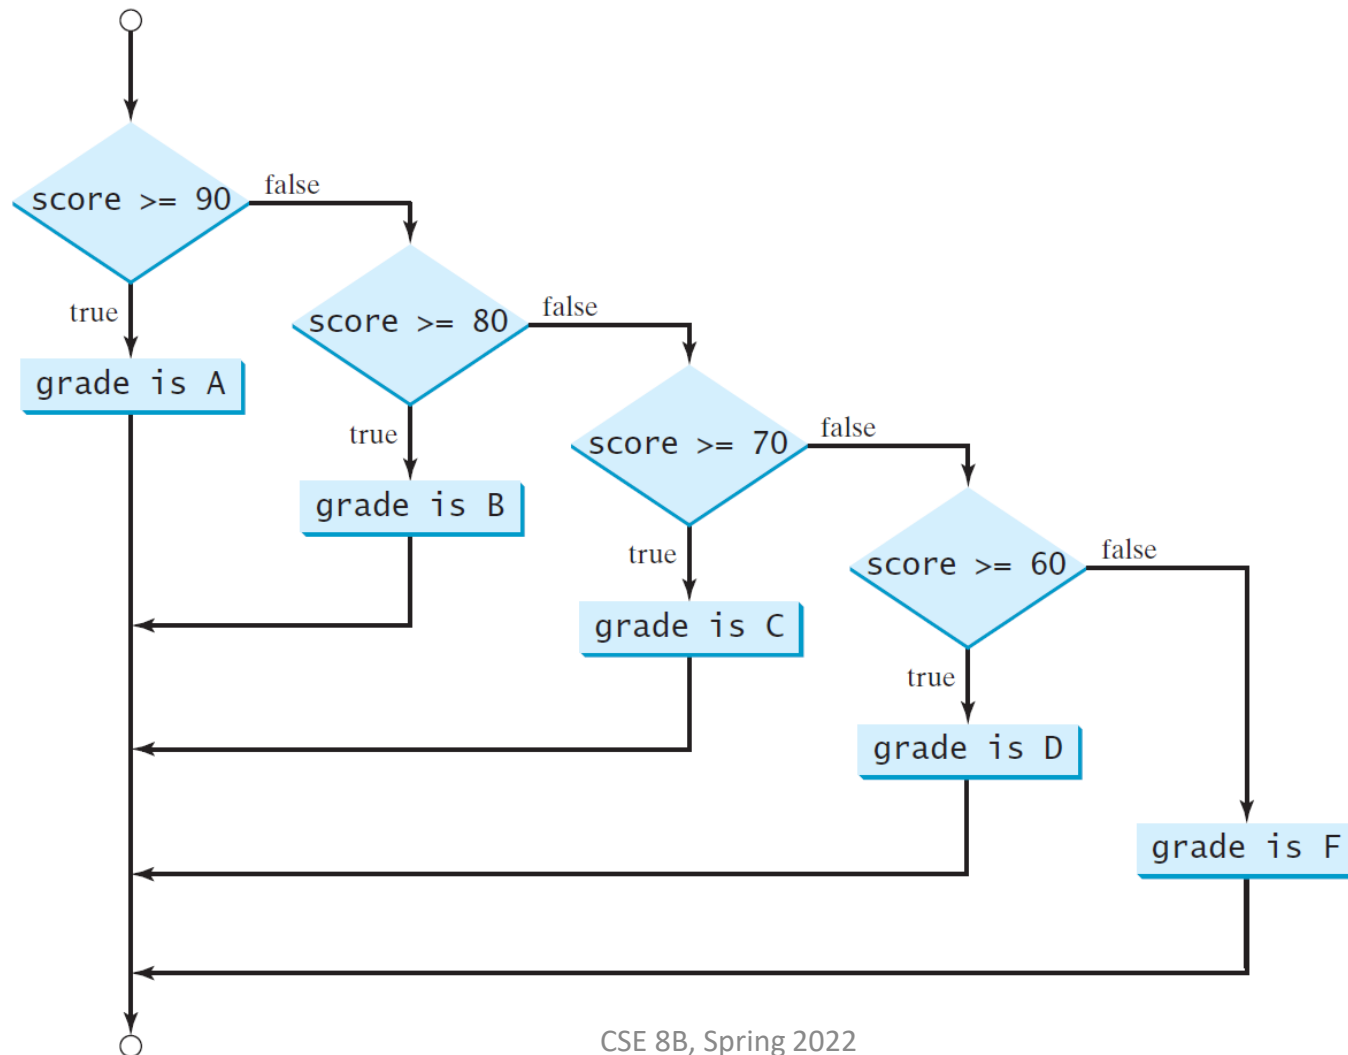 score >= 90
false
true
grade is A
score >= 80
false
true
grade is B
score >= 70
false
true
grade is C
score >= 60
false
true
grade is D
grade is F
CSE 8B, Spring 2022